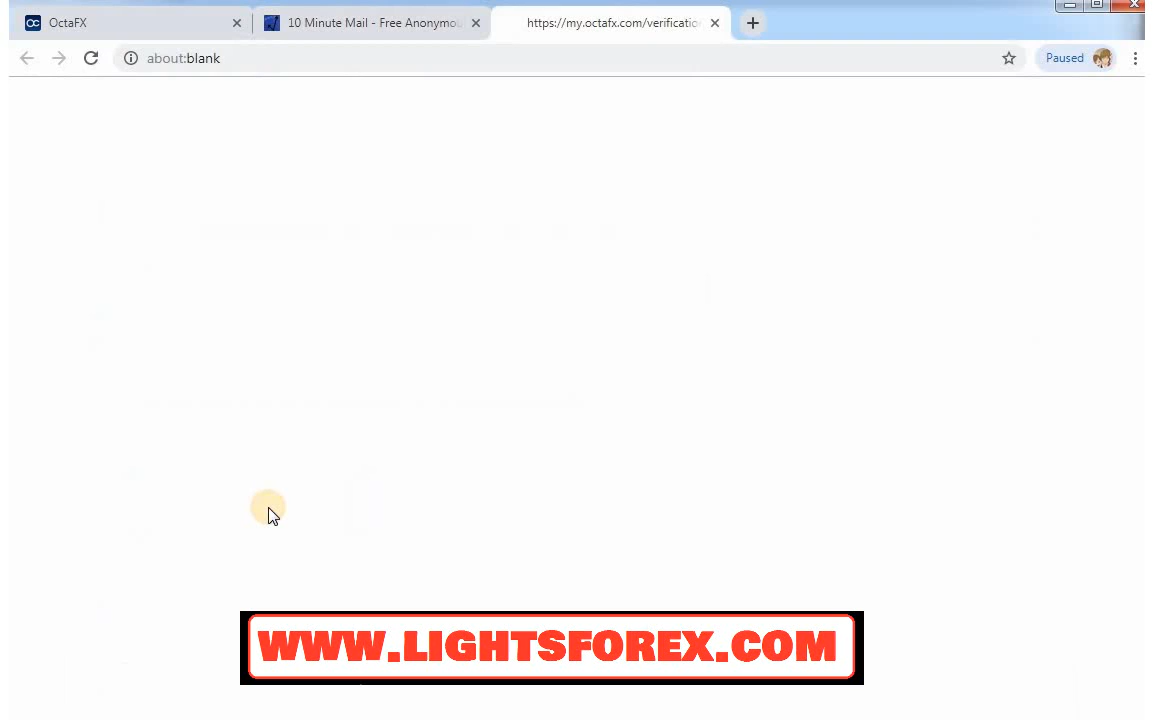 OctaFX
10 Minute Mail - Free Anonymou
https://my.octafx.com/verificatio
about:blank
Paused
WWW.LIGHTSFOREX.COM